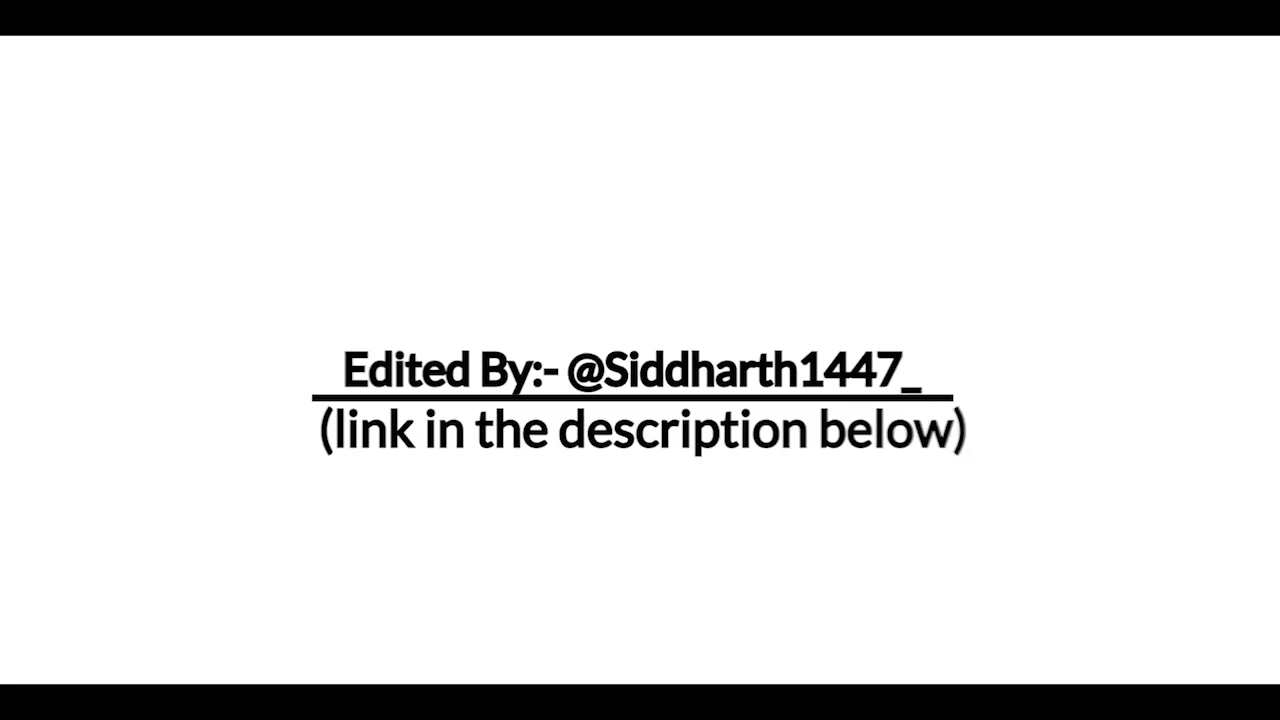 Edited By:- @Siddharth1447_
(link in the description below)